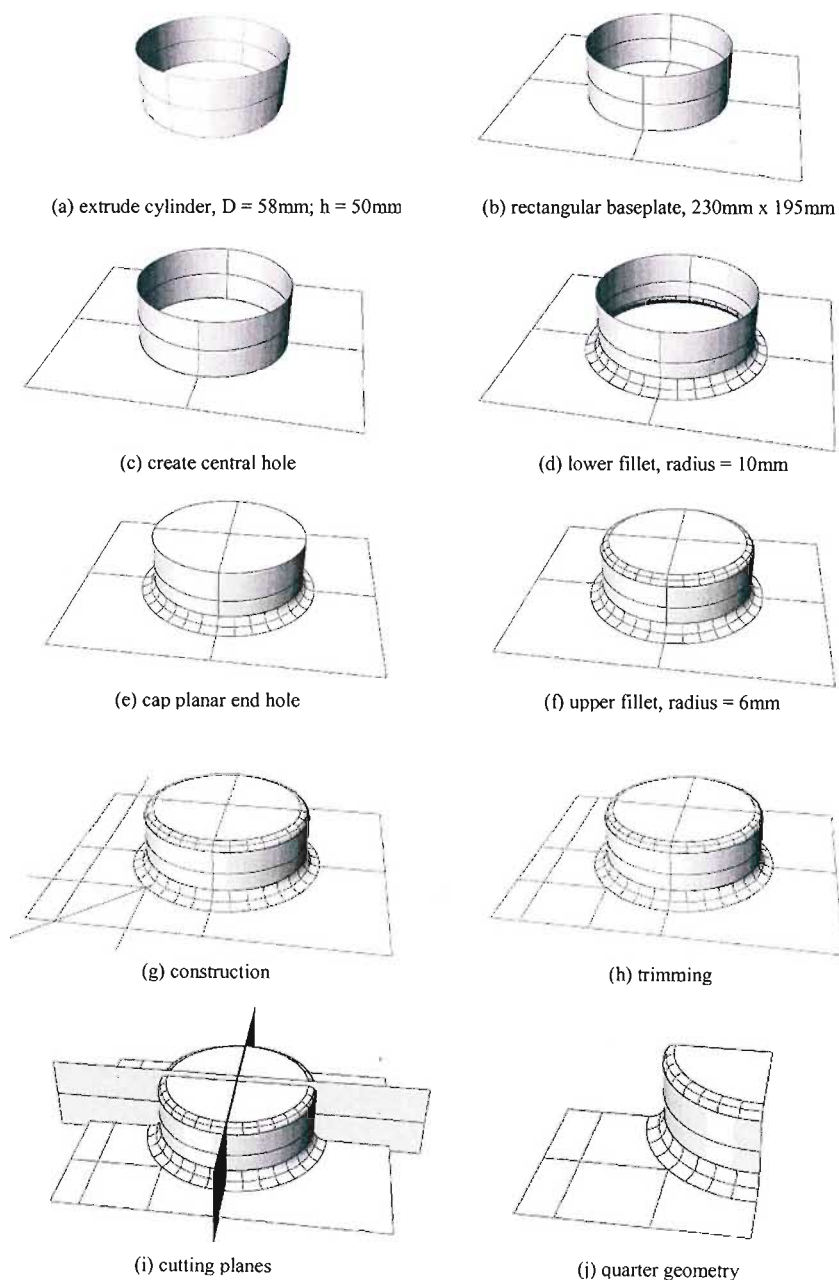 (a) extrude cylinder, D = 58mm; h = 50mm
(b) rectangular baseplate, 230mm x 195mm
(c) create central hole
(d) lower fillet, radius = 10mm
(e) cap planar end hole
(f) upper fillet, radius = 6mm
(g) construction
(h) trimming
(i) cutting planes
(j) quarter geometry